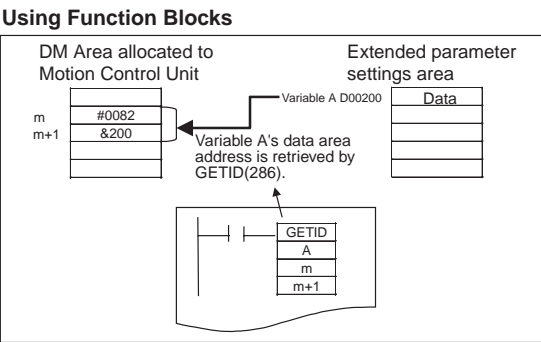 Using Function Blocks
DM Area allocated to
Motion Control Unit
Extended parameter
settings area
Variable A D00200
Data
m
#0082
m+1
&200
Variable A's data area
address is retrieved by
GETID(286).
GETID
A
m
m+1